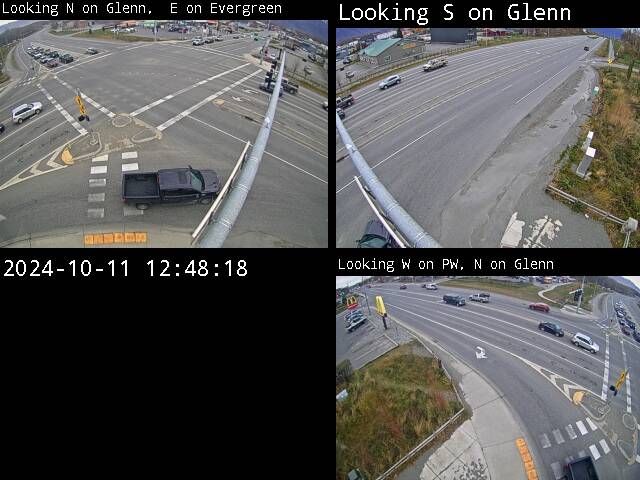 Looking N on Glenn, E on Evergreen
Looking S on Glenn
2024-10-11 12:48:18
Looking W on PW, N on Glenn